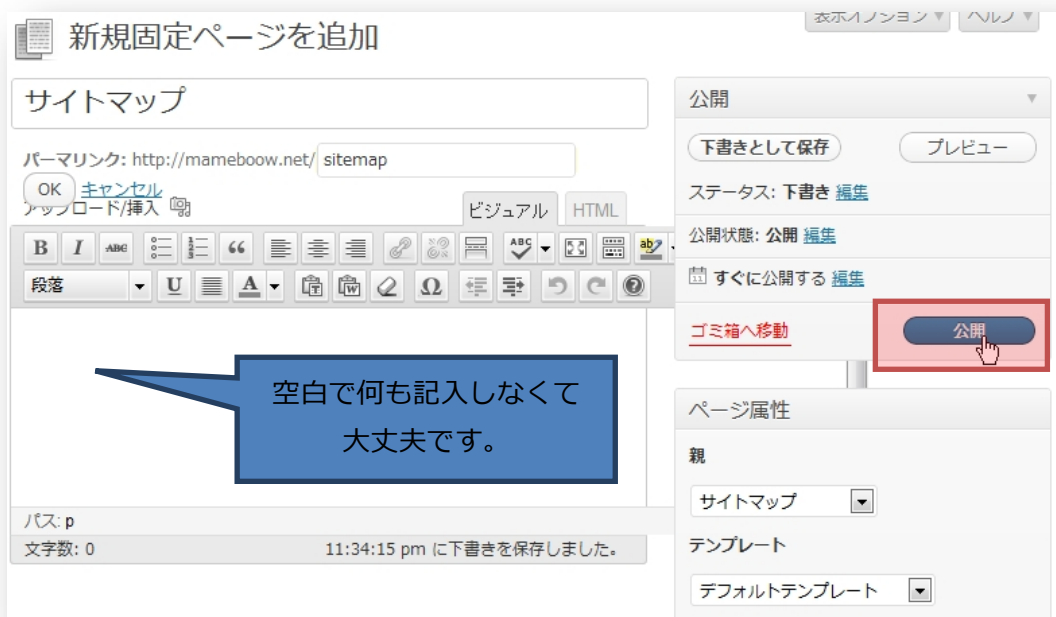 表示オプション
ヘルプ
新規固定ページを追加
サイトマップ
パーマリンク: http://mameboow.net/ sitemap
OK キャンセル
アップロード/挿入
ビジュアル HTML
B I ABC ABC ab
段落 U A T W Ω
空白で何も記入しなくて
大丈夫です。
パス: p
文字数: 0 11:34:15 pm に下書きを保存しました。
公開
下書きとして保存 プレビュー
ステータス: 下書き 編集
公開状態: 公開 編集
11 すぐに公開する 編集
ゴミ箱へ移動 公開
ページ属性
親
サイトマップ
テンプレート
デフォルトテンプレート